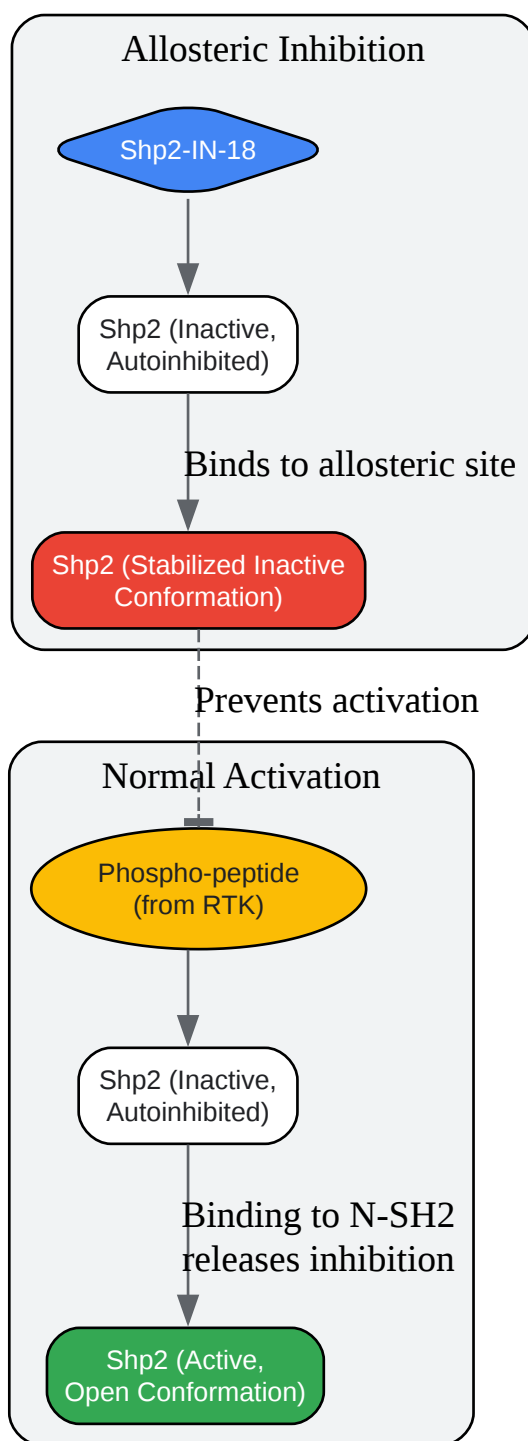 Allosteric Inhibition
Shp2-IN-18
Shp2 (Inactive,
Autoinhibited)
Binds to allosteric site
Shp2 (Stabilized Inactive
Conformation)
Prevents activation
Normal Activation
Phospho-peptide
(from RTK)
Shp2 (Inactive,
Autoinhibited)
Binding to N-SH2
releases inhibition
Shp2 (Active,
Open Conformation)